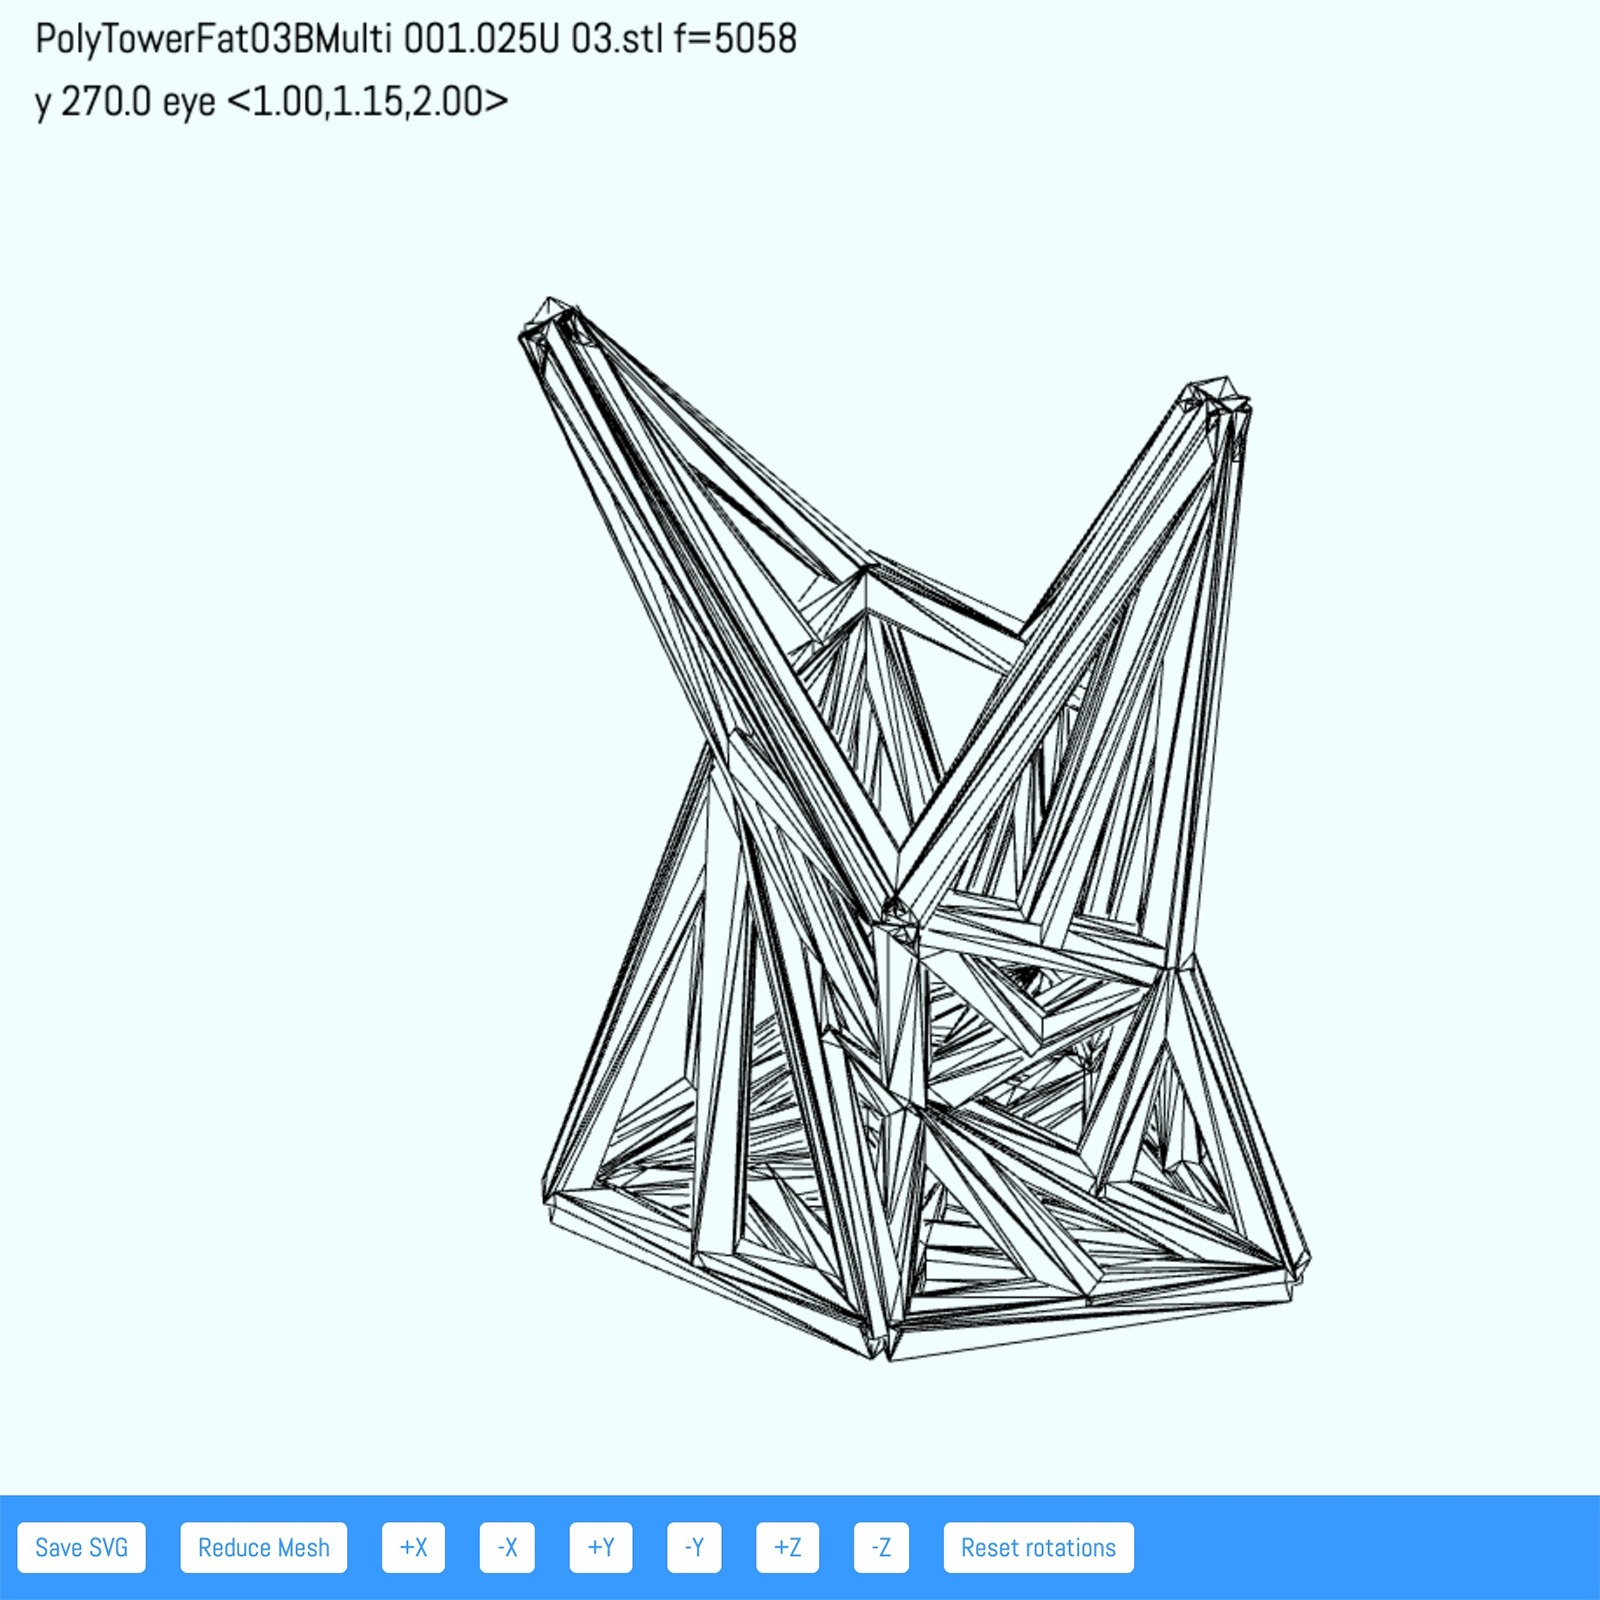 PolyTowerFat03BMulti 001.025U 03.stl f=5058
y 270.0 eye <1.00,1.15,2.00>
Save SVG Reduce Mesh +X -X +Y -Y +Z -Z Reset rotations